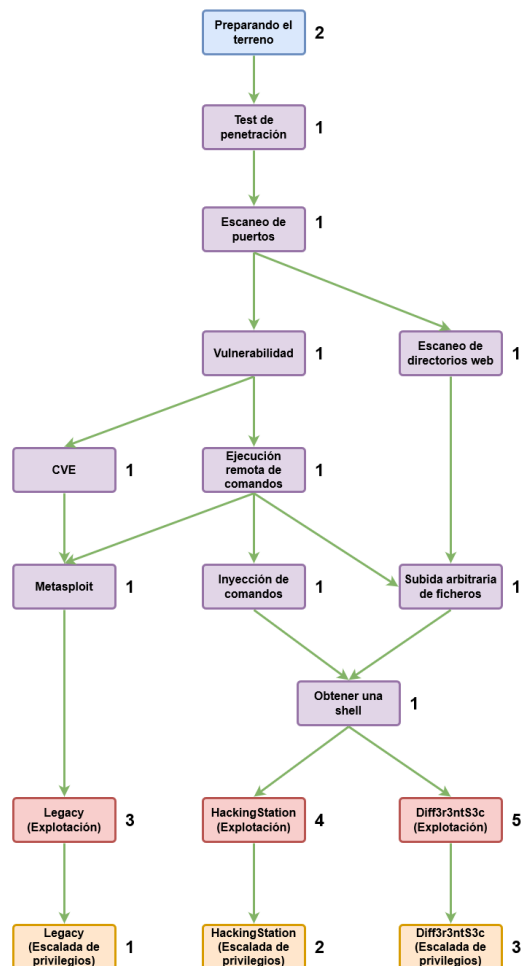 Preparando el
terreno
2
Test de
penetración
1
Escaneo de
puertos
1
Vulnerabilidad
1
Escaneo de
directorios web
1
CVE
1
Ejecución
remota de
comandos
1
Metasploit
1
Inyección de
comandos
1
Subida arbitraria
de ficheros
1
Obtener una
shell
1
Legacy
(Explotación)
3
HackingStation
(Explotación)
4
Diff3r3ntS3c
(Explotación)
5
Legacy
(Escalada de
privilegios)
1
HackingStation
(Escalada de
privilegios)
2
Diff3r3ntS3c
(Escalada de
privilegios)
3